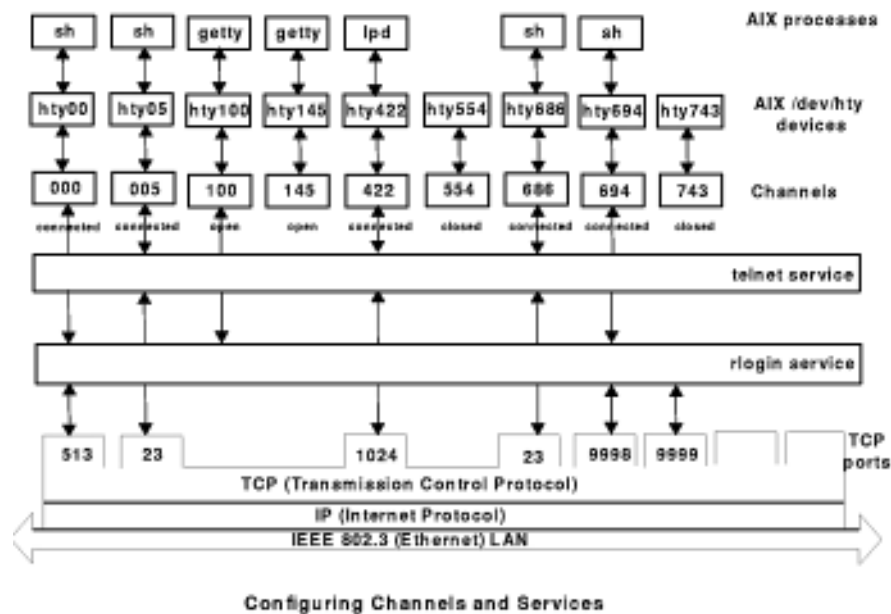 AIX processes
sh sh getty getty lpd sh sh
hty00 hty05 hty100 hty145 hty422 hty554 hty686 hty694 hty743
AIX /dev/hty
devices
000 005 100 145 422 554 686 694 743
Channels
connected connected open open connected closed connected connected closed
telnet service
rlogin service
513 23 1024 23 9998 9999
TCP
ports
TCP (Transmission Control Protocol)
IP (Internet Protocol)
IEEE 802.3 (Ethernet) LAN
Configuring Channels and Services